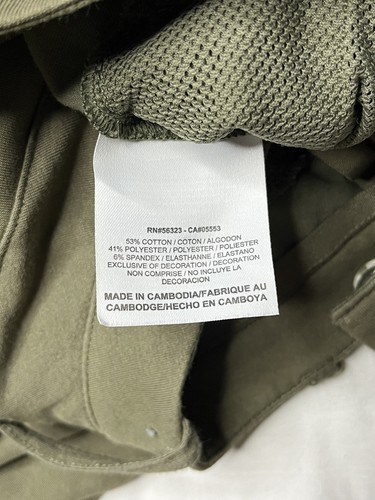 RN#56323 - CA#05553
53% COTTON / COTON / ALGODON
41% POLYESTER / POLYESTER / POLIESTER
6% SPANDEX / ELASTHANNE / ELASTANO
EXCLUSIVE OF DECORATION / DECORATION
NON COMPRISE / NO INCLUYE LA
DECORACION
MADE IN CAMBODIA/FABRIQUE AU
CAMBODGE/HECHO EN CAMBOYA